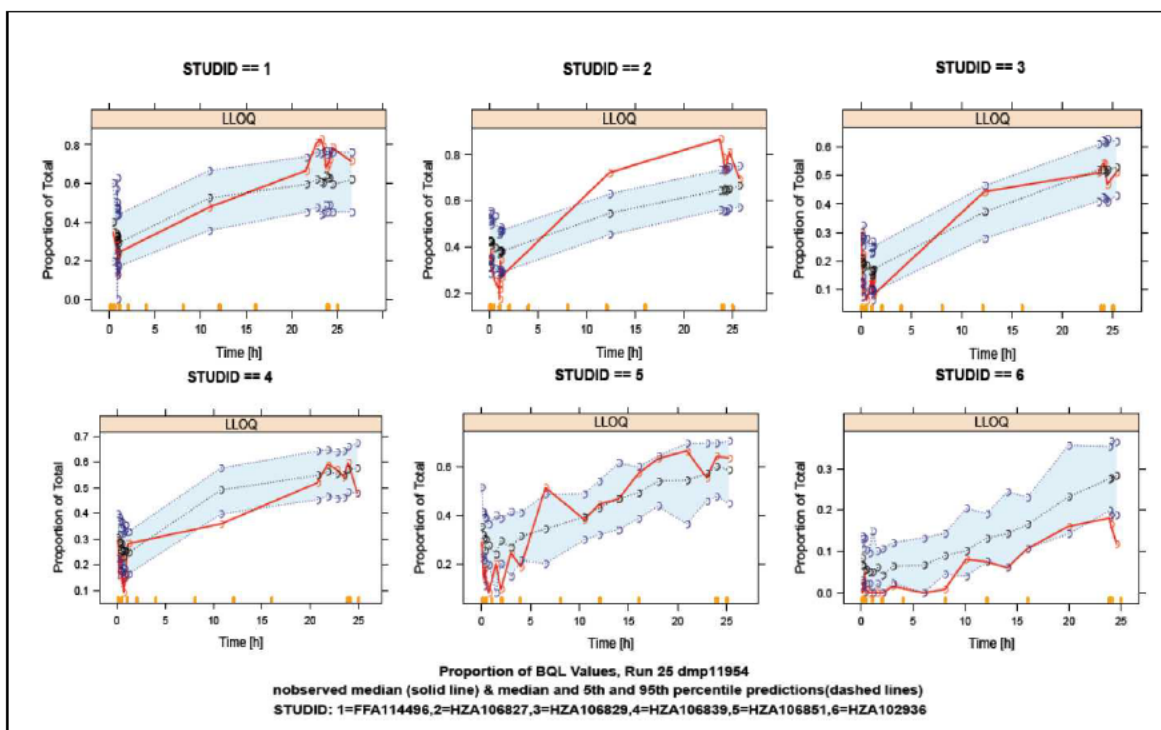 STUDID == 1
STUDID == 2
STUDID == 3
LLOQ
LLOQ
LLOQ
Proportion of Total
0.8
0.6
0.4
0.2
0.0
Proportion of Total
0.8
0.6
0.4
0.2
Proportion of Total
0.6
0.5
0.4
0.3
0.2
0.1
0 5 10 15 20 25
0 5 10 15 20 25
0 5 10 15 20 25
Time [h]
Time [h]
Time [h]
STUDID == 4
STUDID == 5
STUDID == 6
LLOQ
LLOQ
LLOQ
Proportion of Total
0.7
0.6
0.5
0.4
0.3
0.2
0.1
Proportion of Total
0.6
0.4
0.2
Proportion of Total
0.3
0.2
0.1
0.0
0 5 10 15 20 25
0 5 10 15 20 25
0 5 10 15 20 25
Time [h]
Time [h]
Time [h]
Proportion of BQL Values, Run 25 dmp11954
nobserved median (solid line) & median and 5th and 95th percentile predictions(dashed lines)
STUDID: 1=FFA114496,2=HZA106827,3=HZA106829,4=HZA106839,5=HZA106851,6=HZA102936